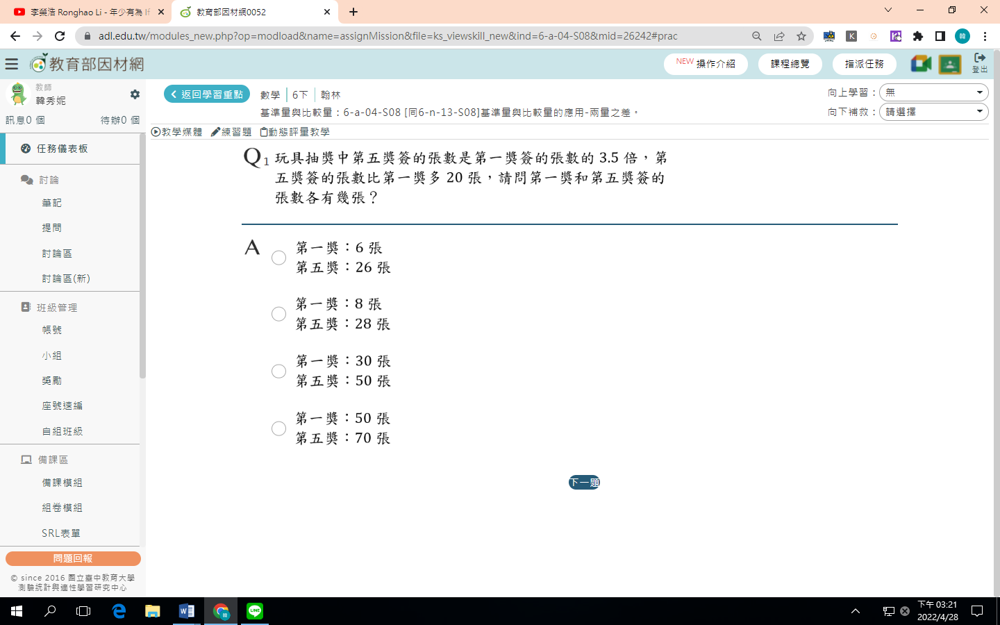 李榮浩 Ronghao Li - 年少有為 If
教育部因材網0052
adl.edu.tw/modules_new.php?op=modload&name=assignMission&file=ks_viewskill_new&ind=6-a-04-S08&mid=26242#prac
K
韓
教育部因材網
NEW 操作介紹
課程總覽
指派任務
登出
教師
韓秀妮
訊息0 個
待辦0 個
任務儀表板
討論
筆記
提問
討論區
討論區(新)
班級管理
帳號
小組
獎勵
座號速編
自組班級
備課區
備課模組
組卷模組
SRL表單
問題回報
© since 2016 國立臺中教育大學
測驗統計與適性學習研究中心
返回學習重點
數學
6下
翰林
基準量與比較量：6-a-04-S08 [同6-n-13-S08]基準量與比較量的應用-兩量之差。
向上學習：
無
向下補救：
請選擇
教學媒體
練習題
動態評量教學
Q1 玩具抽獎中第五獎簽的張數是第一獎簽的張數的 3.5 倍，第
五獎簽的張數比第一獎多 20 張，請問第一獎和第五獎簽的
張數各有幾張？
A
第一獎：6 張
第五獎：26 張
第一獎：8 張
第五獎：28 張
第一獎：30 張
第五獎：50 張
第一獎：50 張
第五獎：70 張
下一題
下午 03:21
2022/4/28